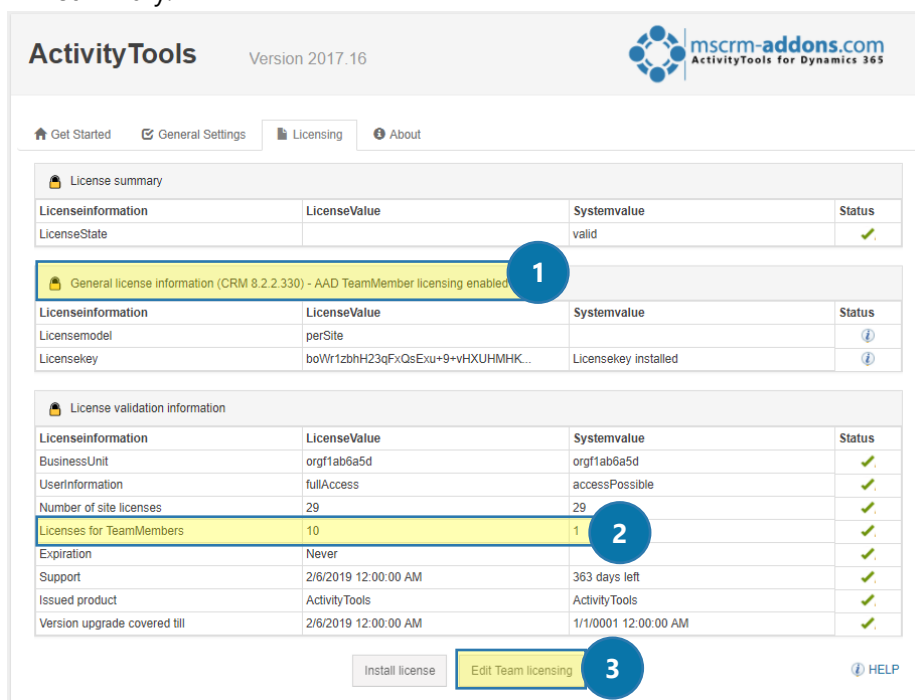 ActivityTools Version 2017.16 mscrm-addons.com
ActivityTools for Dynamics 365
Get Started General Settings Licensing About
License summary
Licenseinformation LicenseValue Systemvalue Status
LicenseState valid
General license information (CRM 8.2.2.330) - AAD TeamMember licensing enabled 1
Licenseinformation LicenseValue Systemvalue Status
Licensemodel perSite
Licensekey boWr1zbhH23qFxQsExu+9+vHXUHMHK... Licensekey installed
License validation information
Licenseinformation LicenseValue Systemvalue Status
BusinessUnit orgf1ab6a5d orgf1ab6a5d
UserInformation fullAccess accessPossible
Number of site licenses 29 29
Licenses for TeamMembers 10 1 2
Expiration Never
Support 2/6/2019 12:00:00 AM 363 days left
Issued product ActivityTools ActivityTools
Version upgrade covered till 2/6/2019 12:00:00 AM 1/1/0001 12:00:00 AM
Install license Edit Team licensing 3 HELP